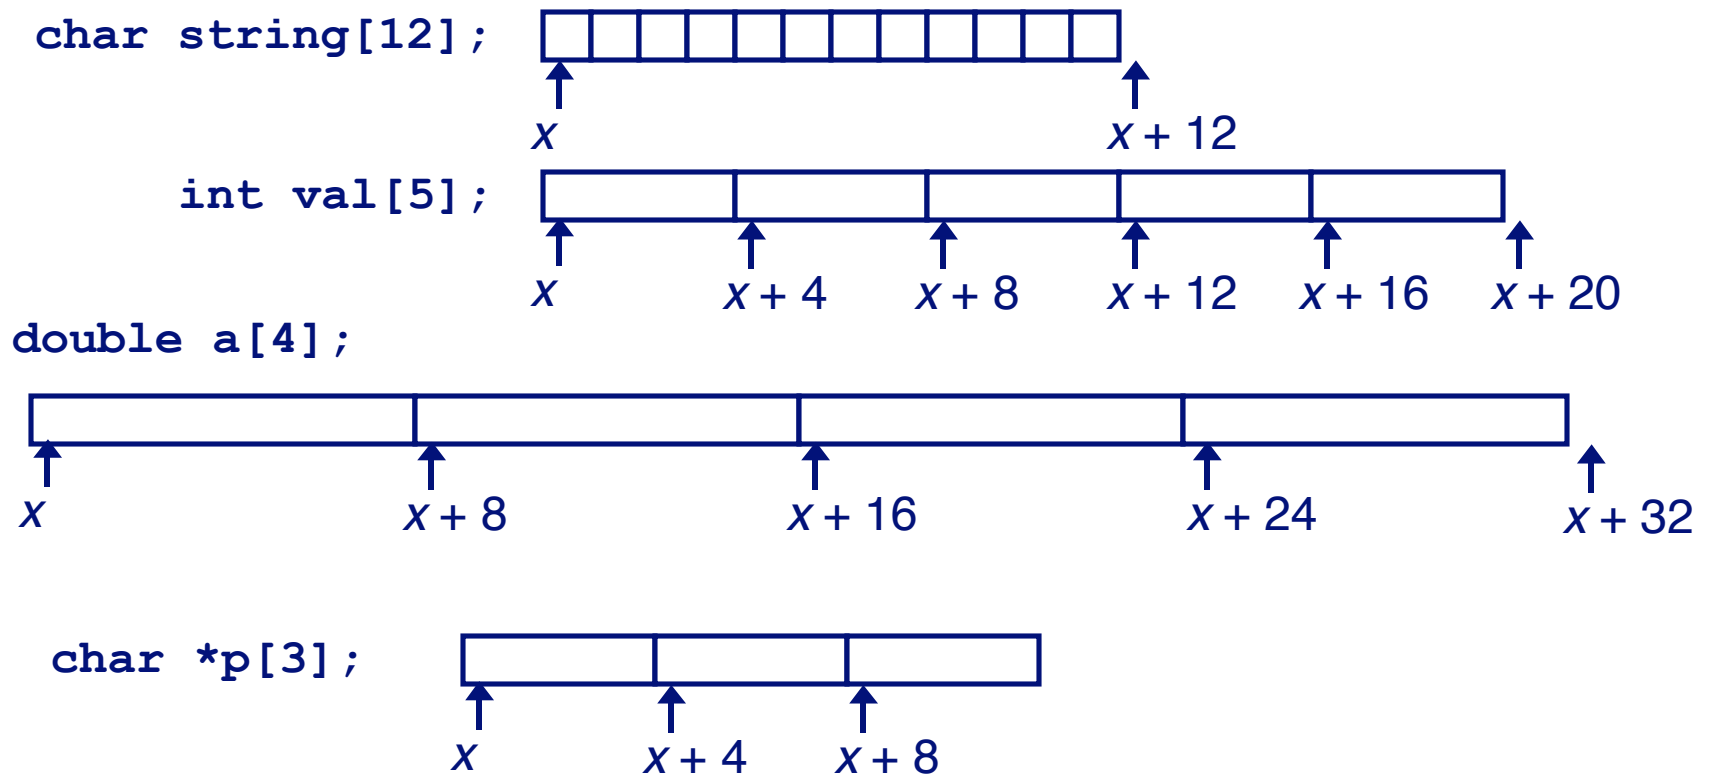 char string[12];
x x + 12
int val[5];
x x + 4 x + 8 x + 12 x + 16 x + 20
double a[4];
x x + 8 x + 16 x + 24 x + 32
char *p[3];
x x + 4 x + 8